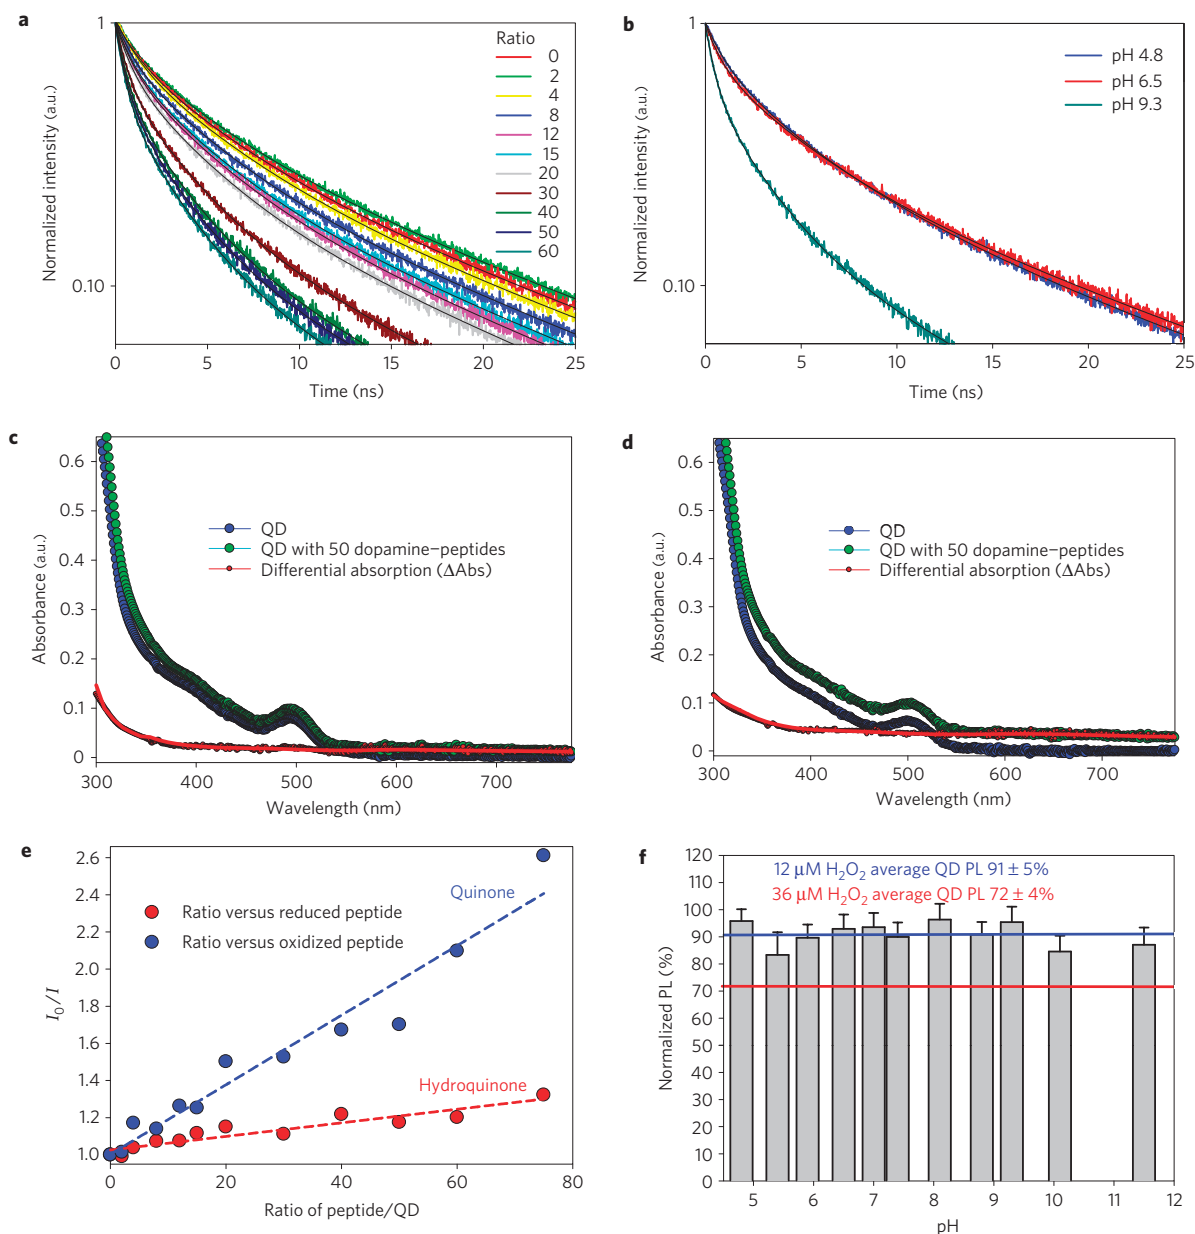 a
1
0.10
Normalized intensity (a.u.)
Ratio
0
2
4
8
12
15
20
30
40
50
60
0 5 10 15 20 25
Time (ns)
b
1
0.10
Normalized intensity (a.u.)
pH 4.8
pH 6.5
pH 9.3
0 5 10 15 20 25
Time (ns)
c
0.6
0.5
0.4
0.3
0.2
0.1
0
Absorbance (a.u.)
QD
QD with 50 dopamine–peptides
Differential absorption (ΔAbs)
300 400 500 600 700
Wavelength (nm)
d
0.6
0.5
0.4
0.3
0.2
0.1
0
Absorbance (a.u.)
QD
QD with 50 dopamine–peptides
Differential absorption (ΔAbs)
300 400 500 600 700
Wavelength (nm)
e
2.6
2.4
2.2
2.0
1.8
1.6
1.4
1.2
1.0
I₀/I
Quinone
Ratio versus reduced peptide
Ratio versus oxidized peptide
Hydroquinone
0 20 40 60 80
Ratio of peptide/QD
f
120
110
100
90
80
70
60
50
40
30
20
10
0
Normalized PL (%)
12 µM H₂O₂ average QD PL 91 ± 5%
36 µM H₂O₂ average QD PL 72 ± 4%
5 6 7 8 9 10 11 12
pH